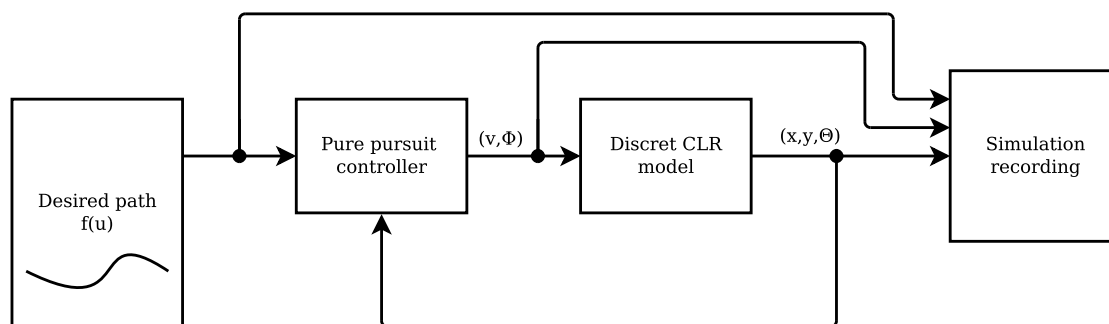 Desired path
f(u)
Pure pursuit
controller
(v,Φ)
Discret CLR
model
(x,y,Θ)
Simulation
recording